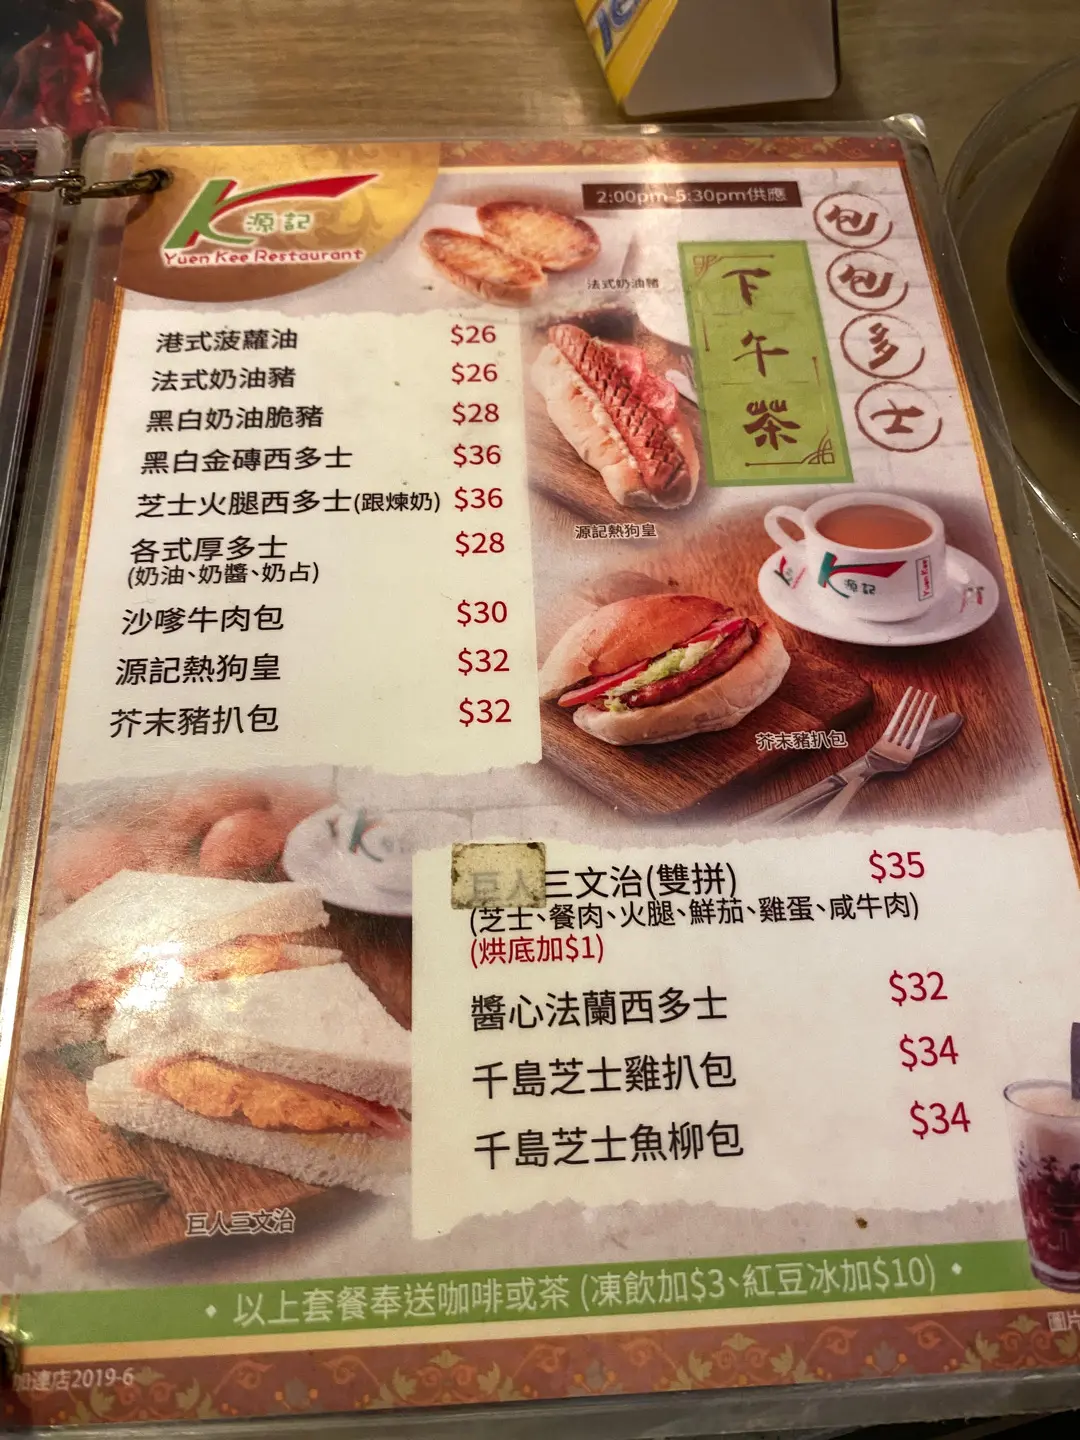 源記
Yuen Kee Restaurant
2:00pm-5:30pm供應
包包多士
下午茶
法式奶油豬
港式菠蘿油 $26
法式奶油豬 $26
黑白奶油脆豬 $28
黑白金磚西多士 $36
芝士火腿西多士(跟煉奶) $36
各式厚多士 $28
(奶油、奶醬、奶占)
沙嗲牛肉包 $30
源記熱狗皇 $32
芥末豬扒包 $32
源記熱狗皇
源記
Yuen Kee
芥末豬扒包
巨人三文治(雙拼) $35
(芝士、餐肉、火腿、鮮茄、雞蛋、咸牛肉)
(烘底加$1)
醬心法蘭西多士 $32
千島芝士雞扒包 $34
千島芝士魚柳包 $34
巨人三文治
• 以上套餐奉送咖啡或茶 (凍飲加$3、紅豆冰加$10) •
圖片
加連店2019-6